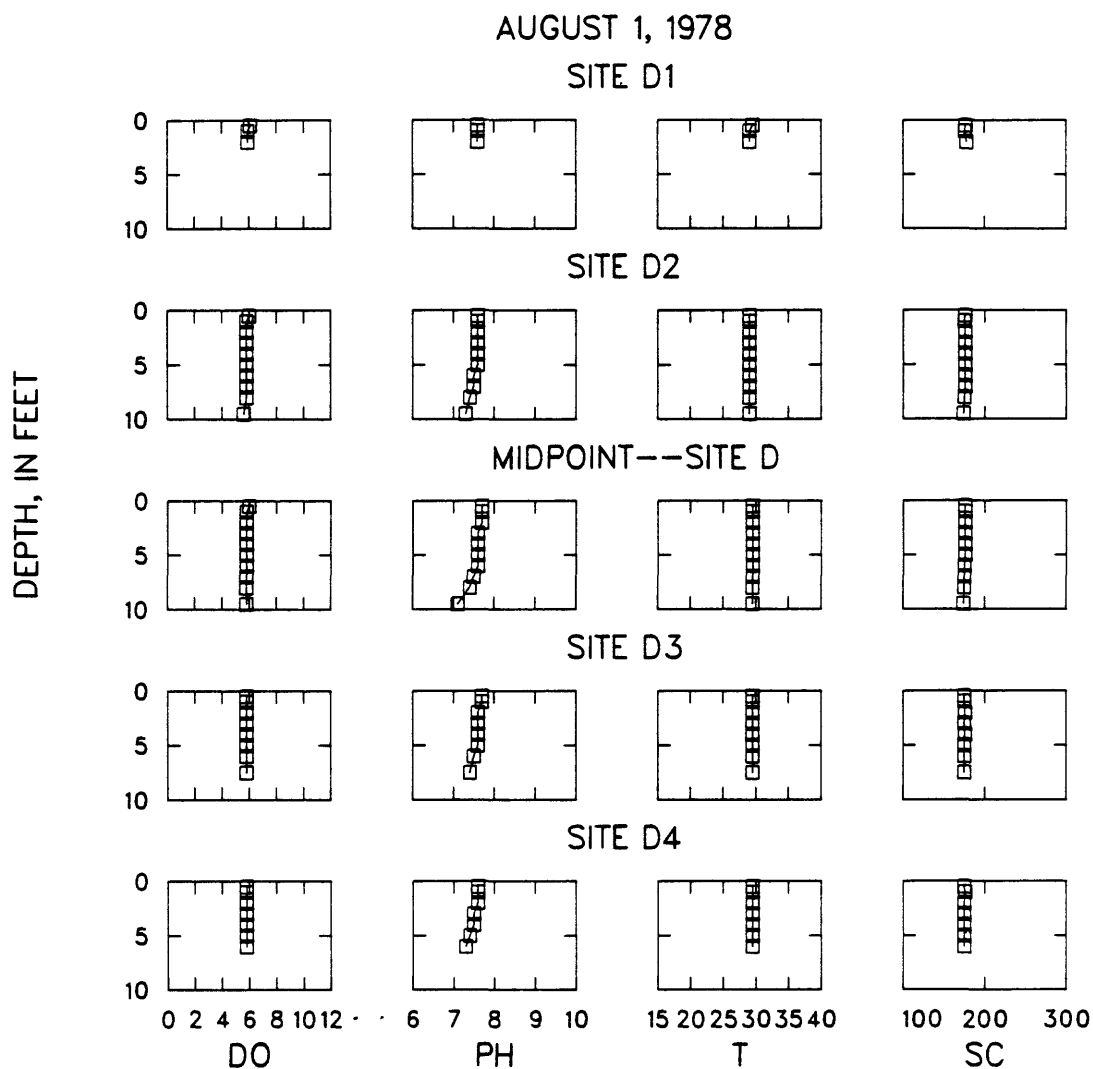 AUGUST 1, 1978
SITE D1
0
5
10
SITE D2
0
5
10
MIDPOINT--SITE D
0
5
10
SITE D3
0
5
10
SITE D4
0
5
10
DEPTH, IN FEET
0 2 4 6 8 10 12 6 7 8 9 10 15 20 25 30 35 40 100 200 300
DO PH T SC